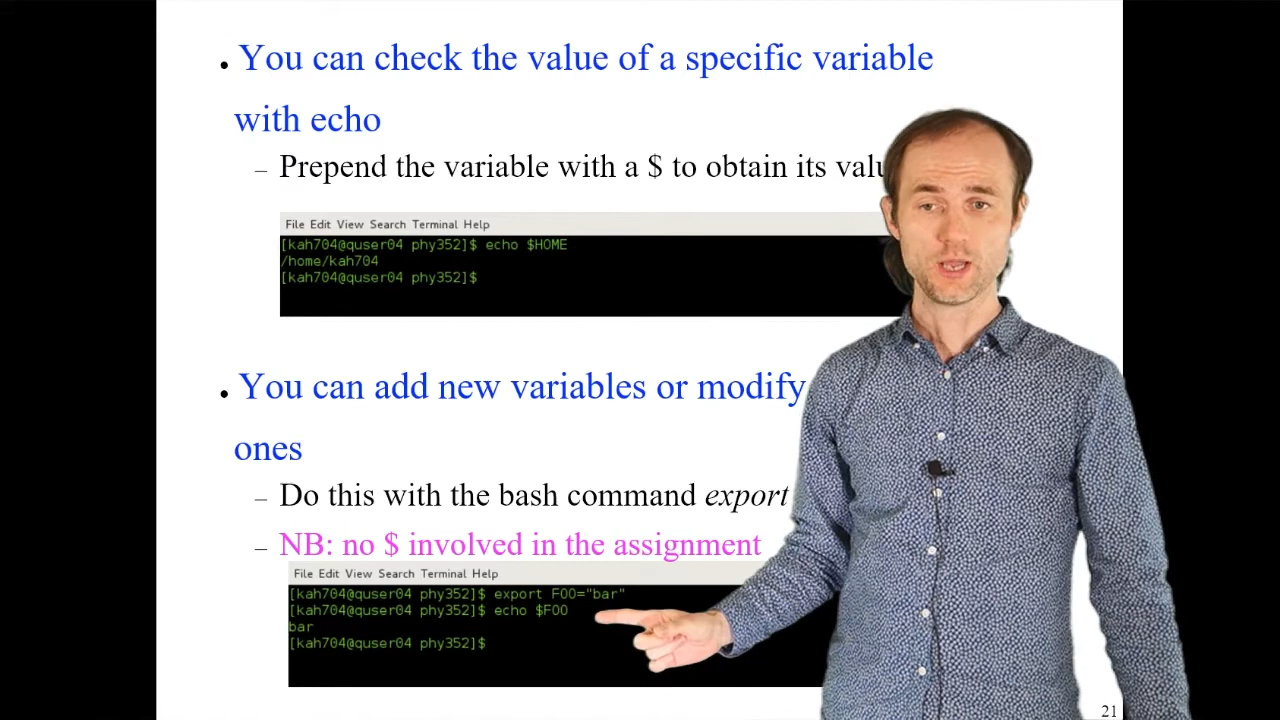 You can check the value of a specific variable
with echo
– Prepend the variable with a $ to obtain its
File Edit View Search Terminal Help
[kah704@quser04 phy352]$ echo $HOME
/home/kah704
[kah704@quser04 phy352]$
You can add new variables or modify
ones
– Do this with the bash command export
– NB: no $ involved in the assignment
File Edit View Search Terminal Help
[kah704@quser04 phy352]$ export FOO="bar"
[kah704@quser04 phy352]$ echo $FOO
bar
[kah704@quser04 phy352]$
21